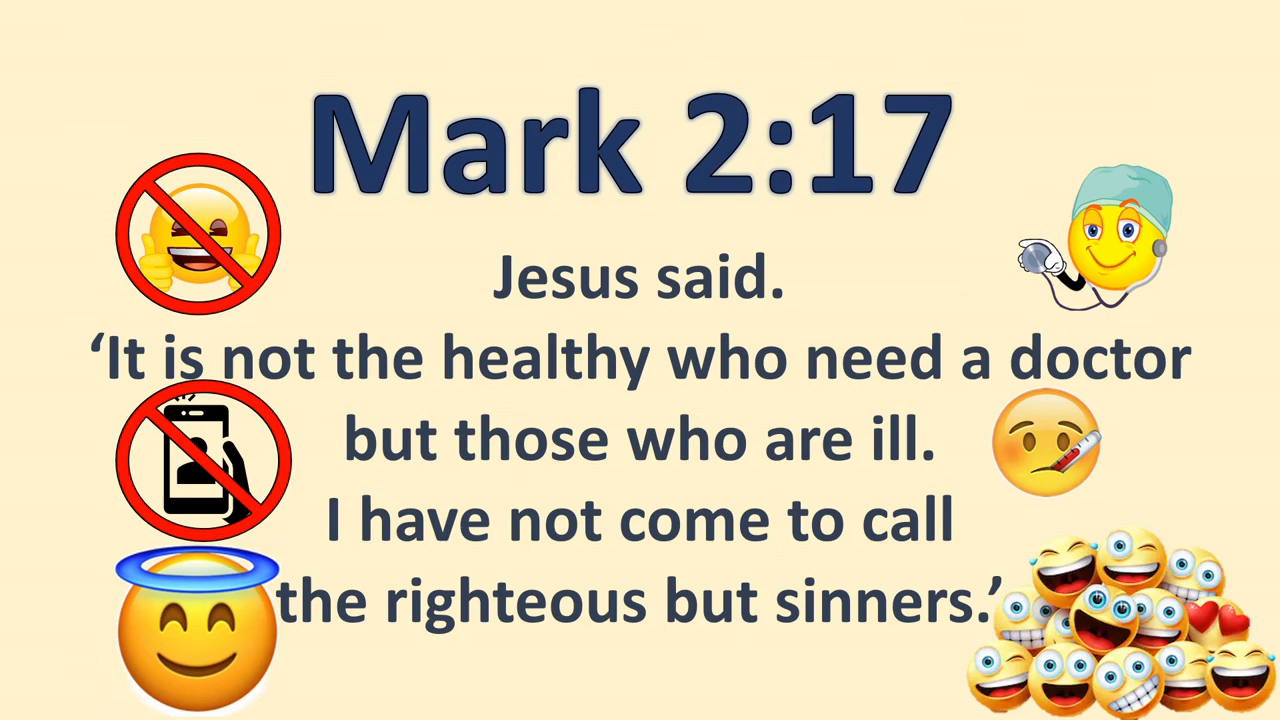 Mark 2:17
Jesus said.
‘It is not the healthy who need a doctor
but those who are ill.
I have not come to call
the righteous but sinners.’